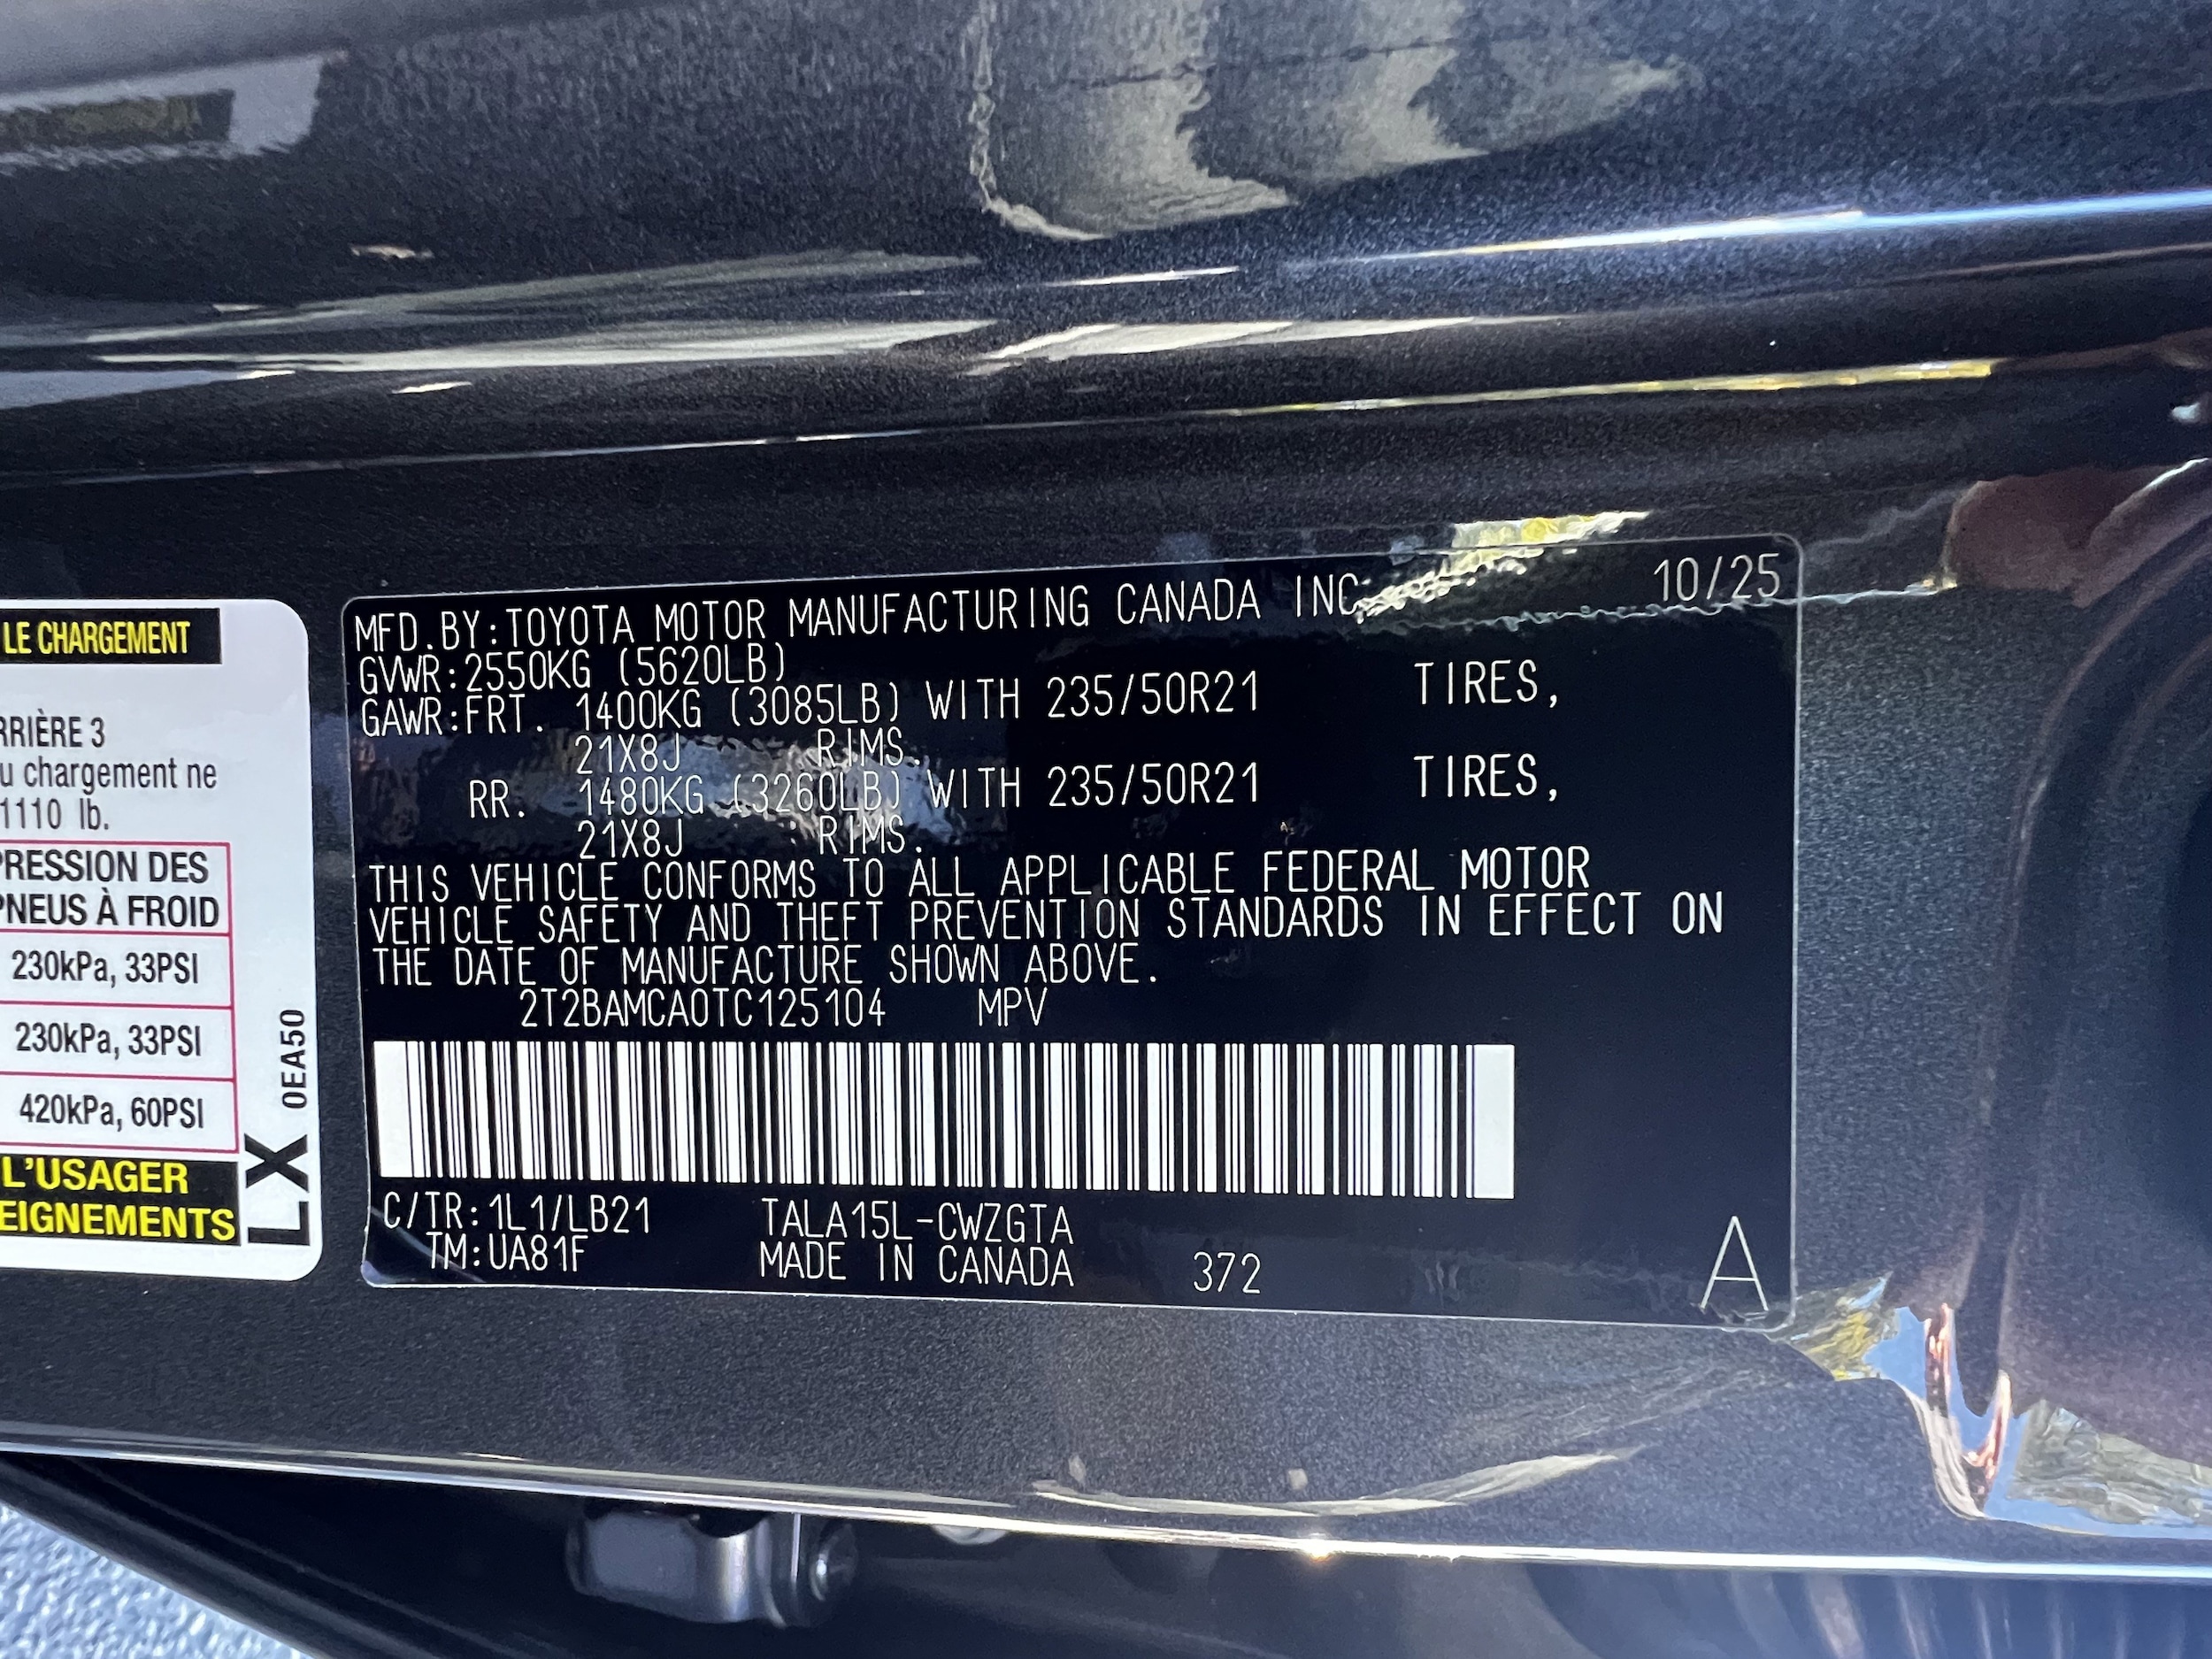 LE CHARGEMENT
RRIÈRE 3
u chargement ne
1110 lb.
PRESSION DES
PNEUS À FROID
230kPa, 33PSI
230kPa, 33PSI
420kPa, 60PSI
L'USAGER
EIGNEMENTS
LX 0EA50
MFD.BY:TOYOTA MOTOR MANUFACTURING CANADA INC. 10/25
GVWR:2550KG (5620LB)
GAWR:FRT. 1400KG (3085LB) WITH 235/50R21 TIRES,
21X8J RIMS.
RR. 1480KG (3260LB) WITH 235/50R21 TIRES,
21X8J RIMS.
THIS VEHICLE CONFORMS TO ALL APPLICABLE FEDERAL MOTOR
VEHICLE SAFETY AND THEFT PREVENTION STANDARDS IN EFFECT ON
THE DATE OF MANUFACTURE SHOWN ABOVE.
2T2BAMCA0TC125104 MPV
C/TR:1L1/LB21 TALA15L-CWZGTA
TM:UA81F MADE IN CANADA 372 A